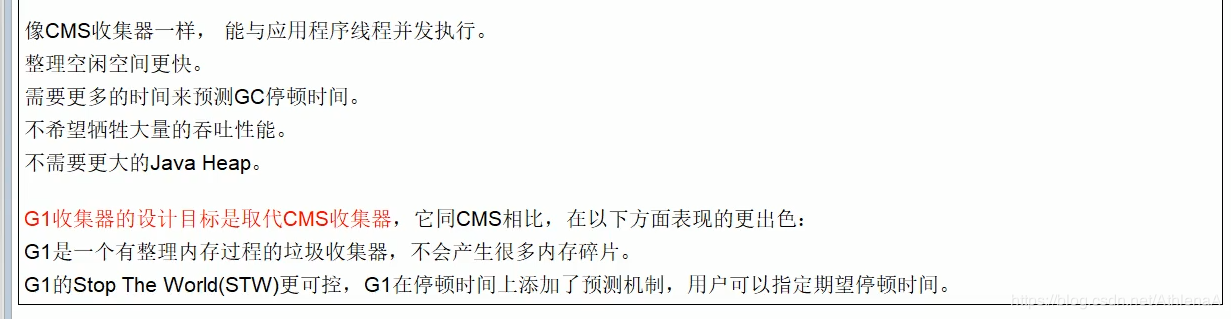 像CMS收集器一样， 能与应用程序线程并发执行。
整理空闲空间更快。
需要更多的时间来预测GC停顿时间。
不希望牺牲大量的吞吐性能。
不需要更大的Java Heap。
G1收集器的设计目标是取代CMS收集器，它同CMS相比，在以下方面表现的更出色：
G1是一个有整理内存过程的垃圾收集器，不会产生很多内存碎片。
G1的Stop The World(STW)更可控，G1在停顿时间上添加了预测机制，用户可以指定期望停顿时间。